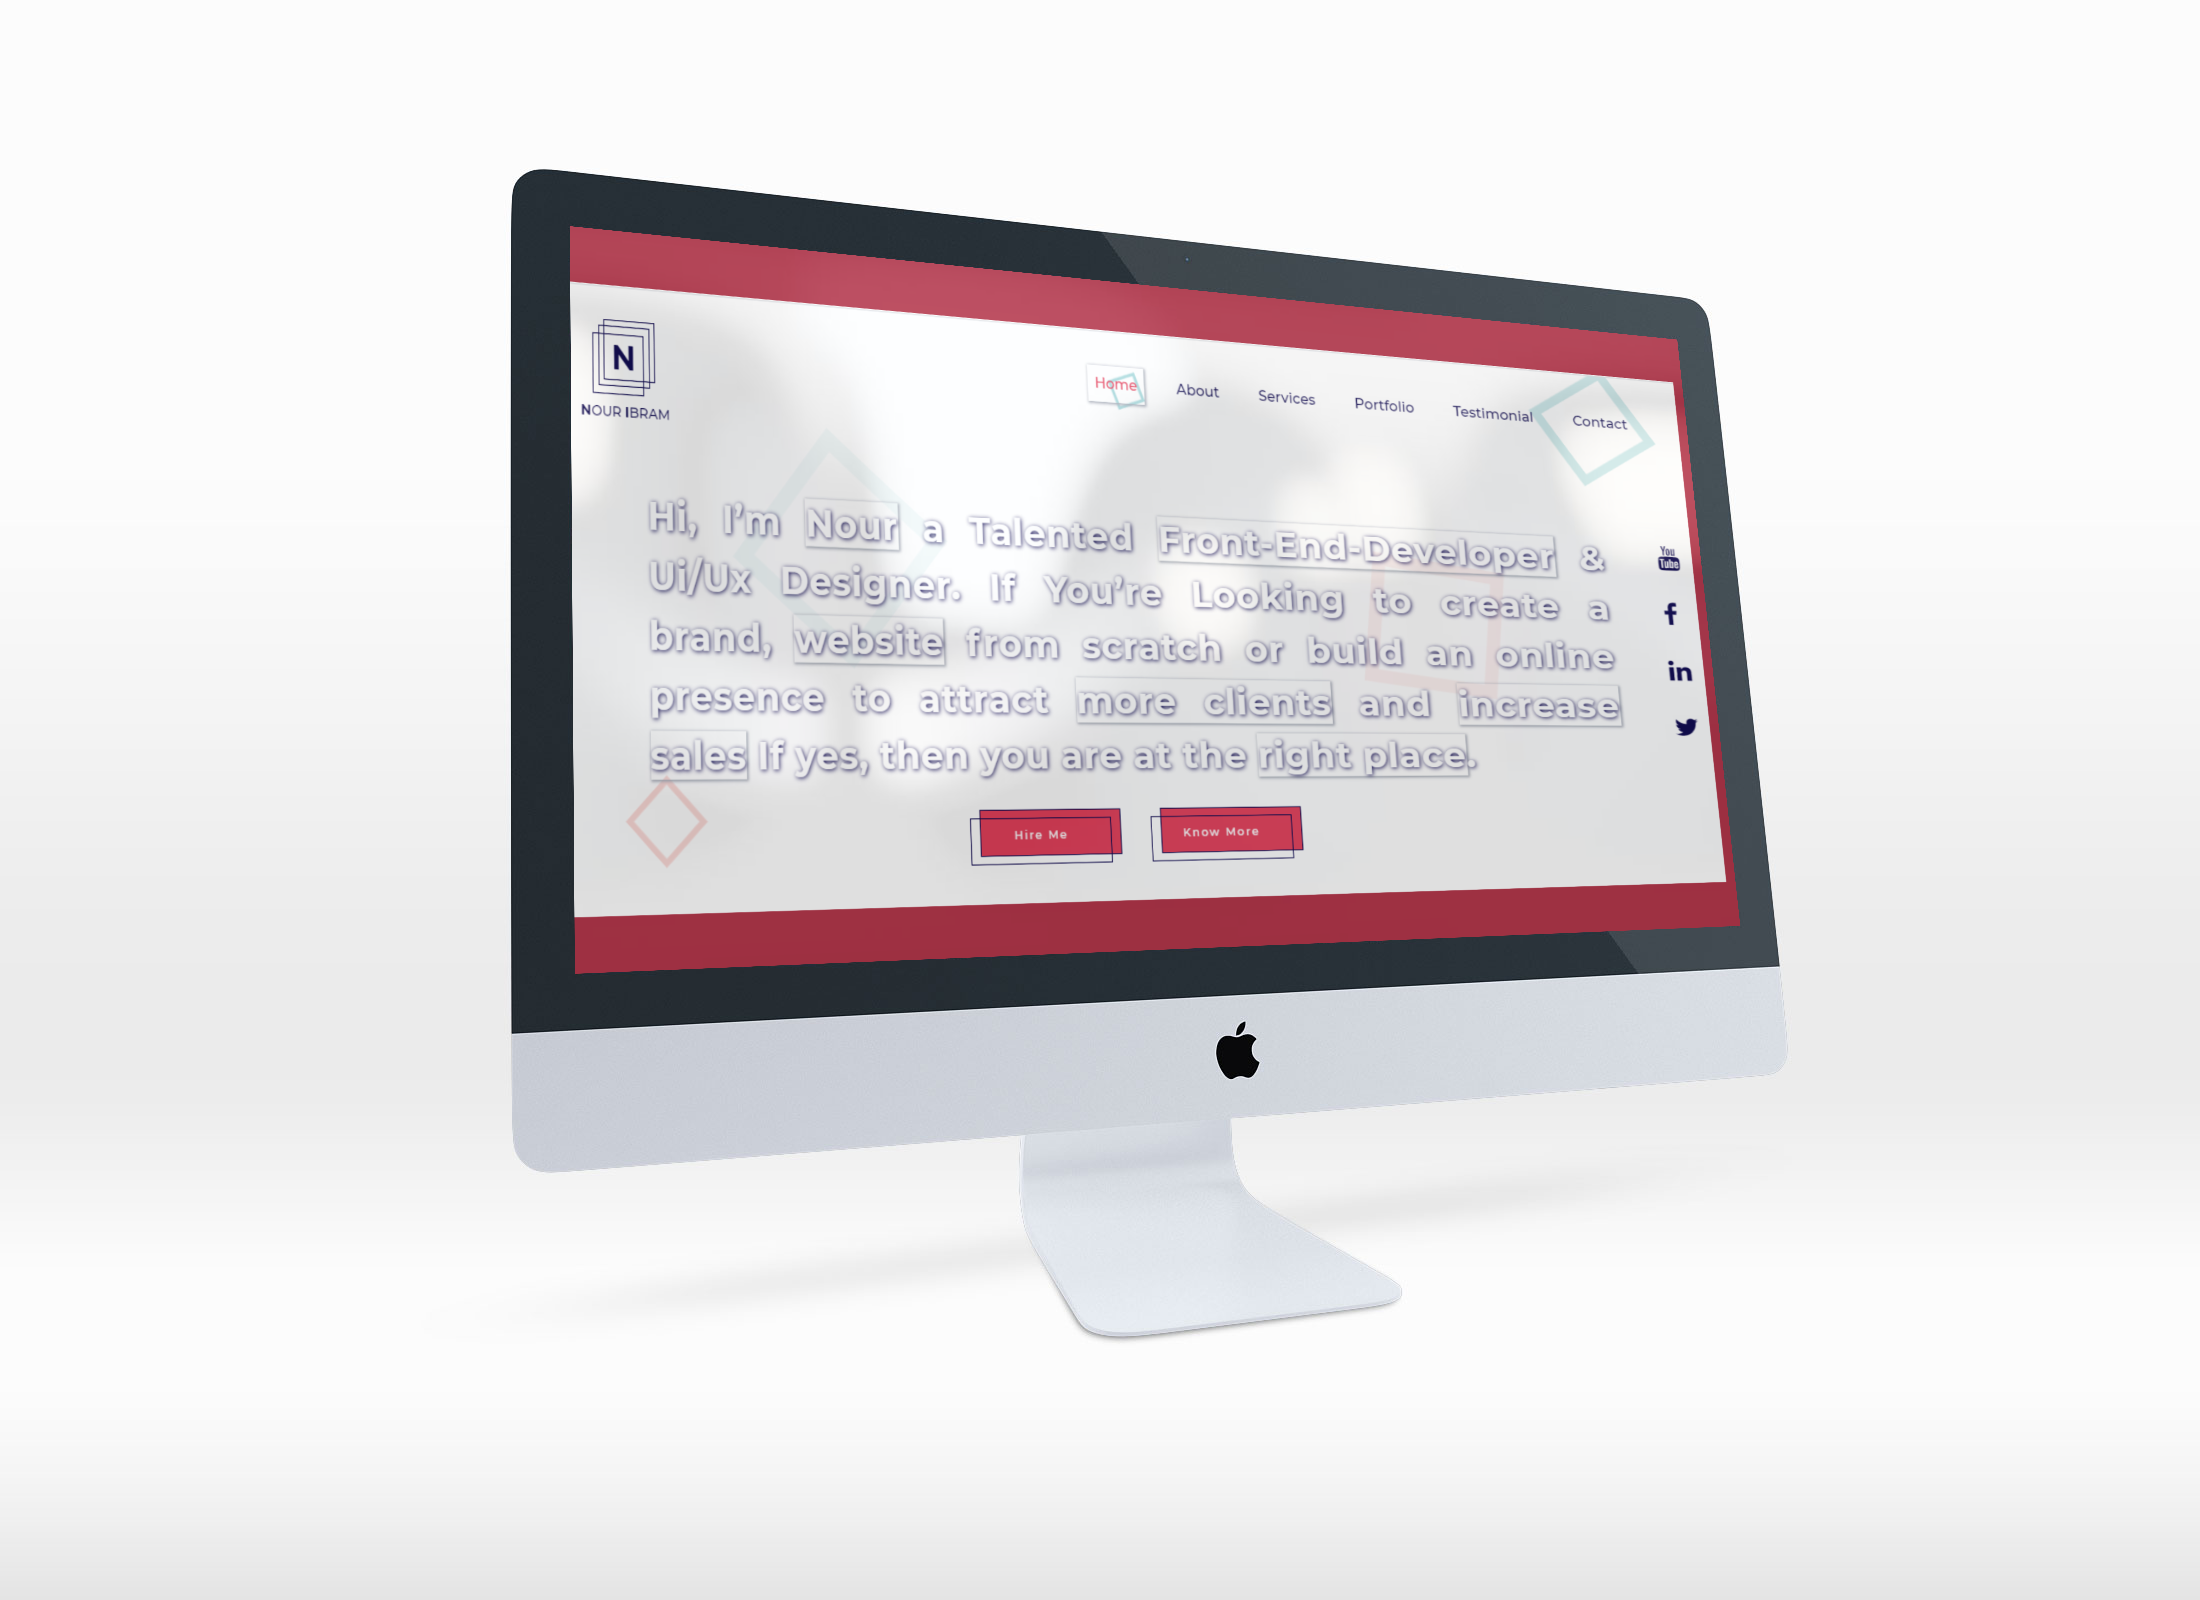 N
NOUR IBRAM
Home About Services Portfolio Testimonial Contact
Hi, I'm Nour a Talented Front-End-Developer &
Ui/Ux Designer. If You're Looking to create a
brand, website from scratch or build an online
presence to attract more clients and increase
sales If yes, then you are at the right place.
You
Tube
f
in
Hire Me Know More